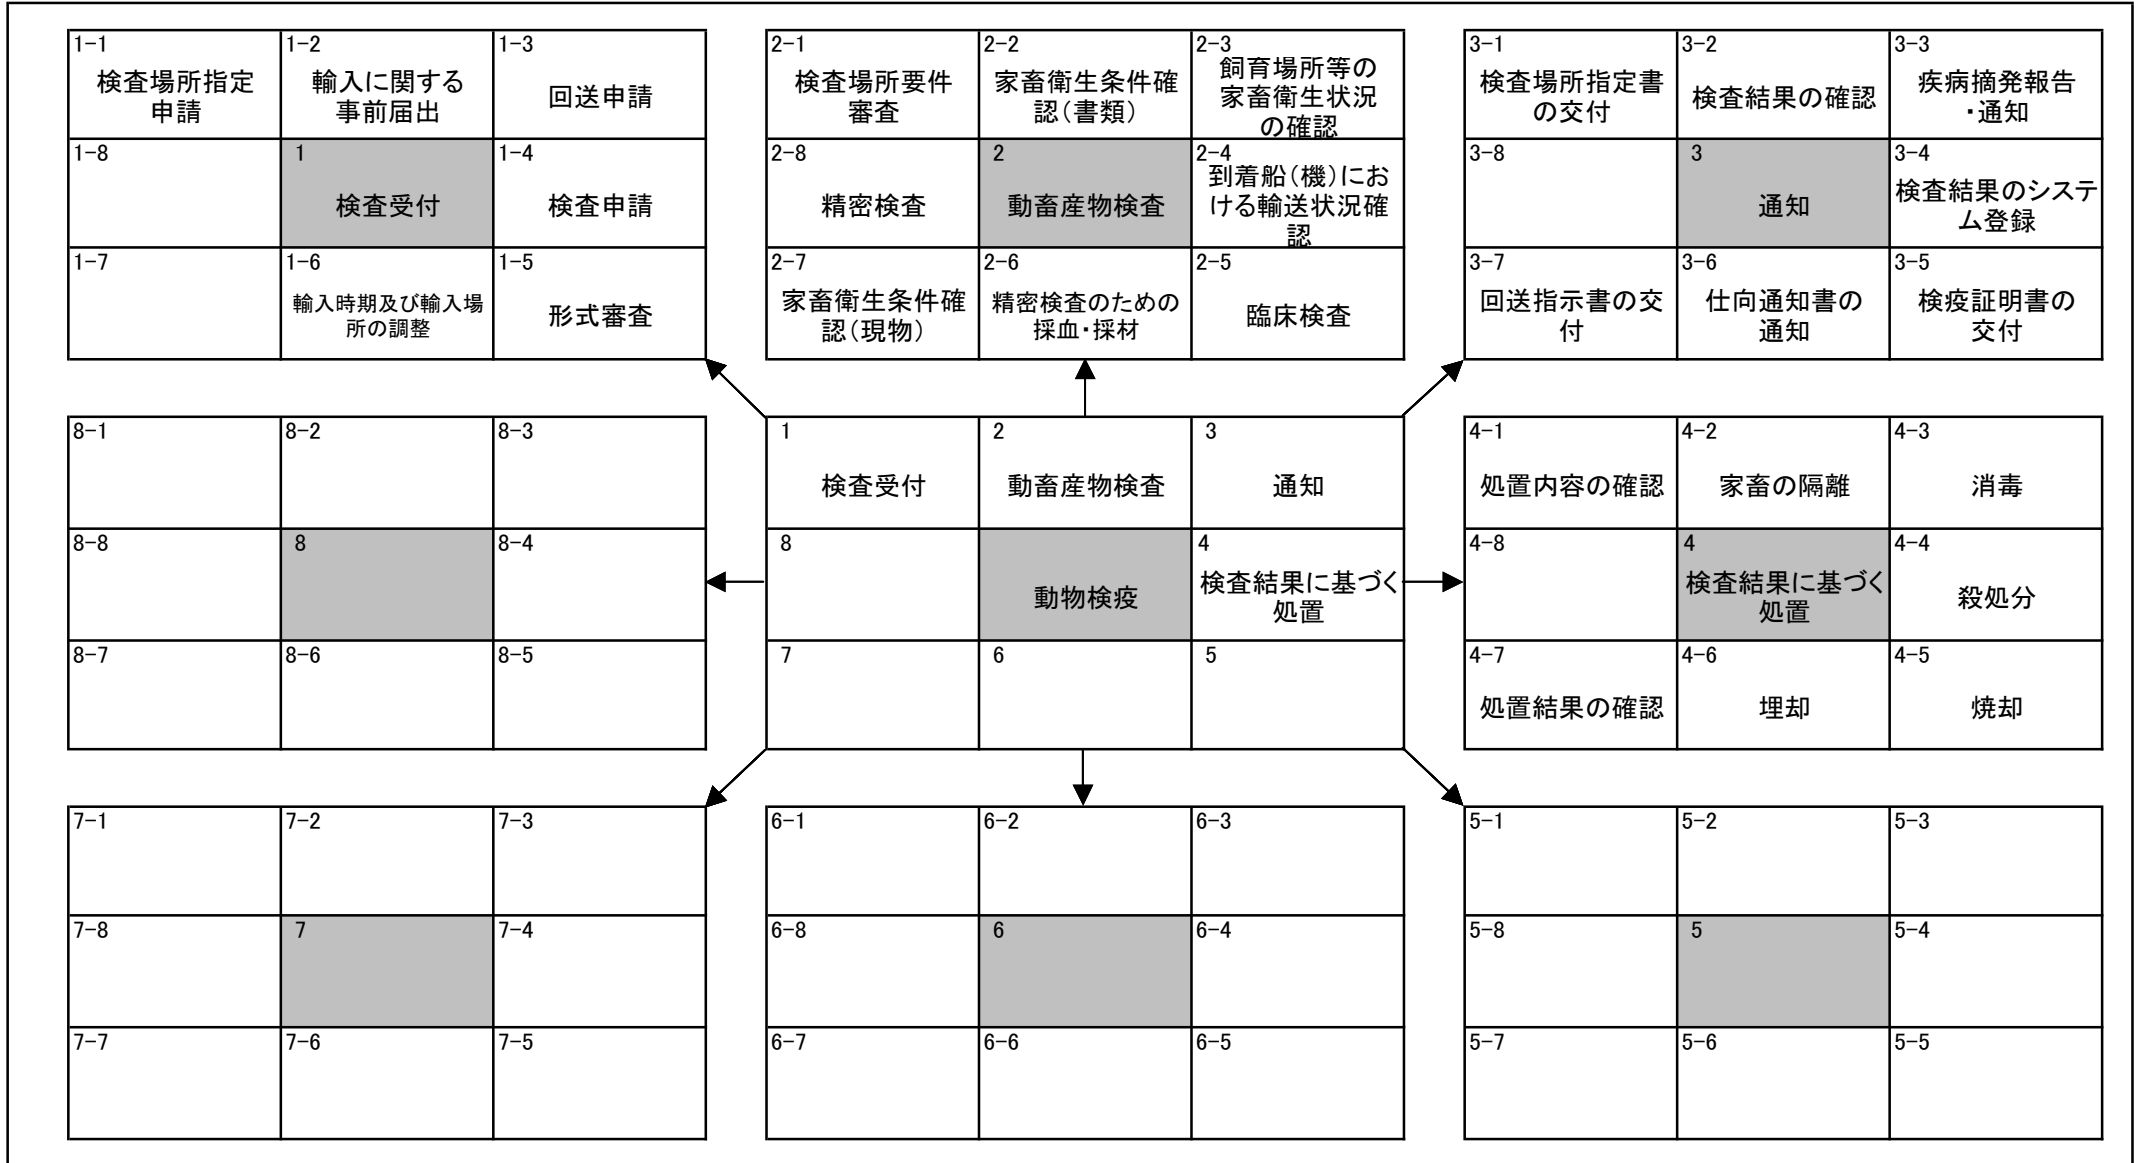 1-1
検査場所指定
申請
1-2
輸入に関する
事前届出
1-3
回送申請
1-8
1
検査受付
1-4
検査申請
1-7
1-6
輸入時期及び輸入場
所の調整
1-5
形式審査
2-1
検査場所要件
審査
2-2
家畜衛生条件確
認(書類)
2-3
飼育場所等の
家畜衛生状況
の確認
2-8
精密検査
2
動畜産物検査
2-4
到着船(機)にお
ける輸送状況確
認
2-7
家畜衛生条件確
認(現物)
2-6
精密検査のための
採血・採材
2-5
臨床検査
3-1
検査場所指定書
の交付
3-2
検査結果の確認
3-3
疾病摘発報告
・通知
3-8
3
通知
3-4
検査結果のシステ
ム登録
3-7
回送指示書の交
付
3-6
仕向通知書の
通知
3-5
検疫証明書の
交付
8-1
8-2
8-3
8-8
8
8-4
8-7
8-6
8-5
1
検査受付
2
動畜産物検査
3
通知
8
動物検疫
4
検査結果に基づく
処置
7
6
5
4-1
処置内容の確認
4-2
家畜の隔離
4-3
消毒
4-8
4
検査結果に基づく
処置
4-4
殺処分
4-7
処置結果の確認
4-6
埋却
4-5
焼却
7-1
7-2
7-3
7-8
7
7-4
7-7
7-6
7-5
6-1
6-2
6-3
6-8
6
6-4
6-7
6-6
6-5
5-1
5-2
5-3
5-8
5
5-4
5-7
5-6
5-5